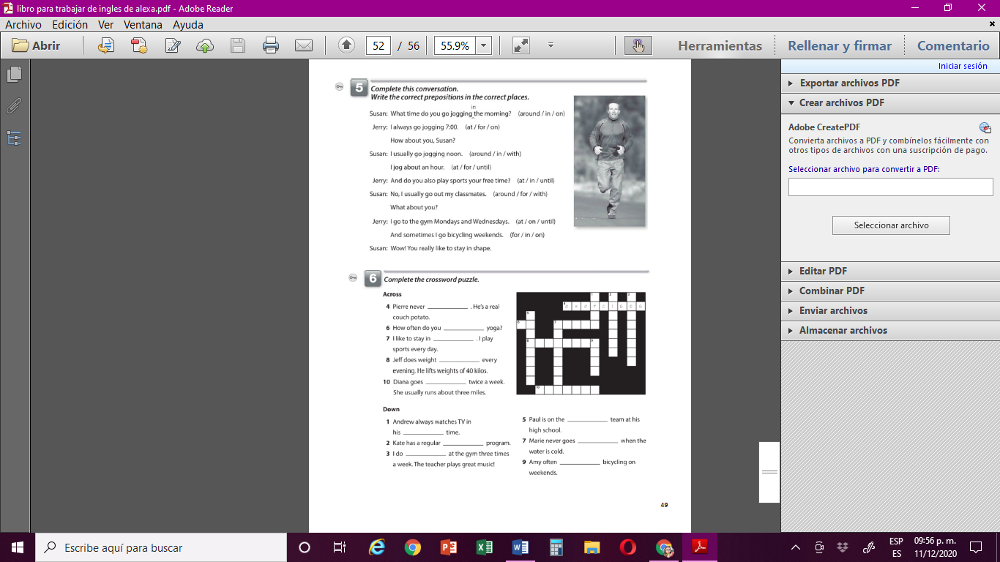 libro para trabajar de ingles de alexa.pdf - Adobe Reader
Archivo Edición Ver Ventana Ayuda
Abrir 52 / 56 55.9% Herramientas Rellenar y firmar Comentario
Iniciar sesión
Exportar archivos PDF
Crear archivos PDF
Adobe CreatePDF
Convierta archivos a PDF y combínelos fácilmente con
otros tipos de archivos con una suscripción de pago.
Seleccionar archivo para convertir a PDF:
Seleccionar archivo
Editar PDF
Combinar PDF
Enviar archivos
Almacenar archivos
5 Complete this conversation.
Write the correct prepositions in the correct places.
in
Susan: What time do you go jogging the morning? (around / in / on)
Jerry: I always go jogging 7:00. (at / for / on)
How about you, Susan?
Susan: I usually go jogging noon. (around / in / with)
I jog about an hour. (at / for / until)
Jerry: And do you also play sports your free time? (at / in / until)
Susan: No, I usually go out my classmates. (around / for / with)
What about you?
Jerry: I go to the gym Mondays and Wednesdays. (at / on / until)
And sometimes I go bicycling weekends. (for / in / on)
Susan: Wow! You really like to stay in shape.
6 Complete the crossword puzzle.
Across
4 Pierre never ____________ . He's a real
couch potato.
6 How often do you ____________ yoga?
7 I like to stay in ____________ . I play
sports every day.
8 Jeff does weight ____________ every
evening. He lifts weights of 40 kilos.
10 Diana goes ____________ twice a week.
She usually runs about three miles.
1 2 3
4 e x e r c i s e s
5
6 7
8 9
10
Down
1 Andrew always watches TV in
his ____________ time.
2 Kate has a regular ____________ program.
3 I do ____________ at the gym three times
a week. The teacher plays great music!
5 Paul is on the ____________ team at his
high school.
7 Marie never goes ____________ when the
water is cold.
9 Amy often ____________ bicycling on
weekends.
49
Escribe aquí para buscar
ESP
ES
09:56 p. m.
11/12/2020